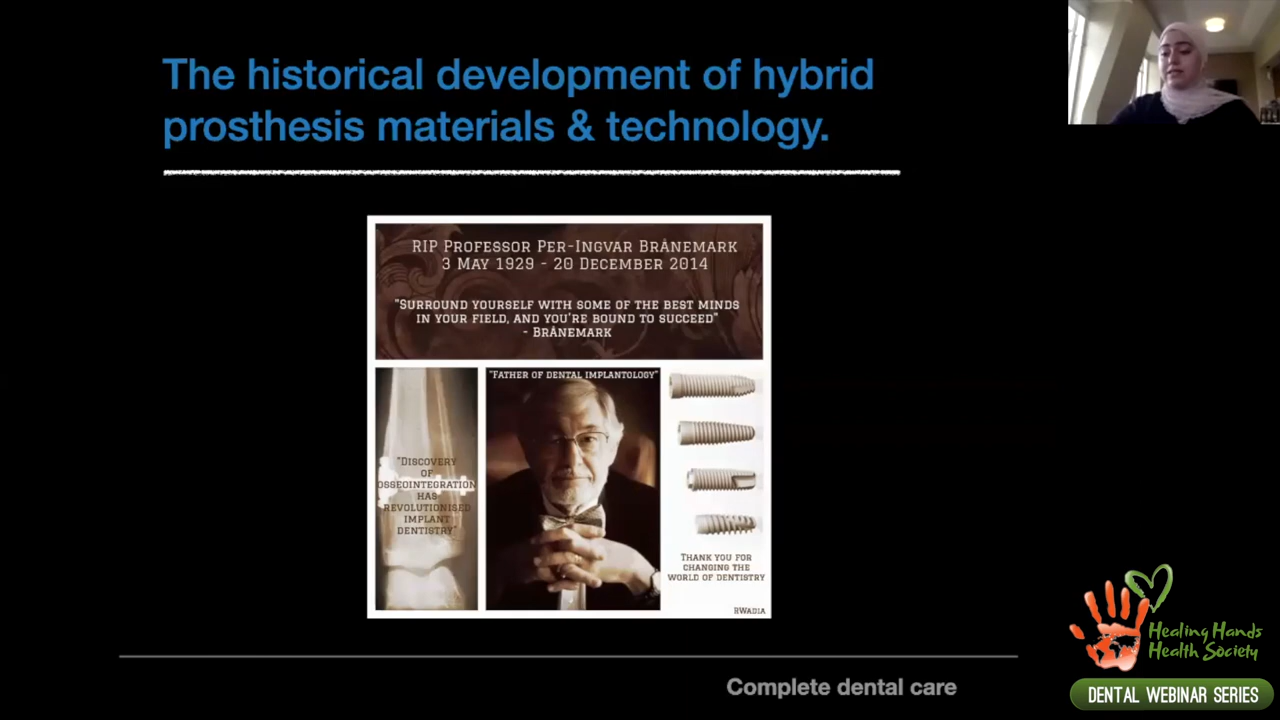 The historical development of hybrid
prosthesis materials & technology.
RIP Professor Per-Ingvar Brånemark
3 May 1929 - 20 December 2014
"Surround yourself with some of the best minds
in your field, and you're bound to succeed"
- Brånemark
"Discovery
of
osseointegration
has
revolutionised
implant
dentistry"
"Father of dental implantology"
Thank you for
changing the
world of dentistry
RWadia
Complete dental care
Healing Hands
Health Society
DENTAL WEBINAR SERIES